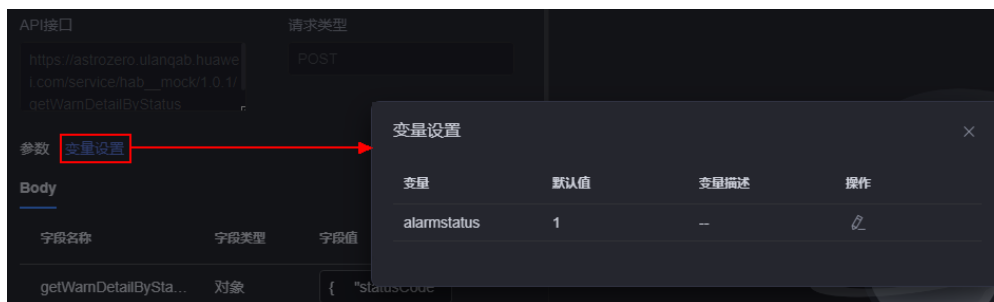 API接口
请求类型
https://astrozero.ulanqab.huawe
i.com/service/hab__mock/1.0.1/
getWarnDetailByStatus
POST
变量设置
参数 变量设置
Body
变量 默认值 变量描述 操作
alarmstatus 1 --
字段名称 字段类型 字段值
getWarnDetailBySta... 对象 { "statusCode"